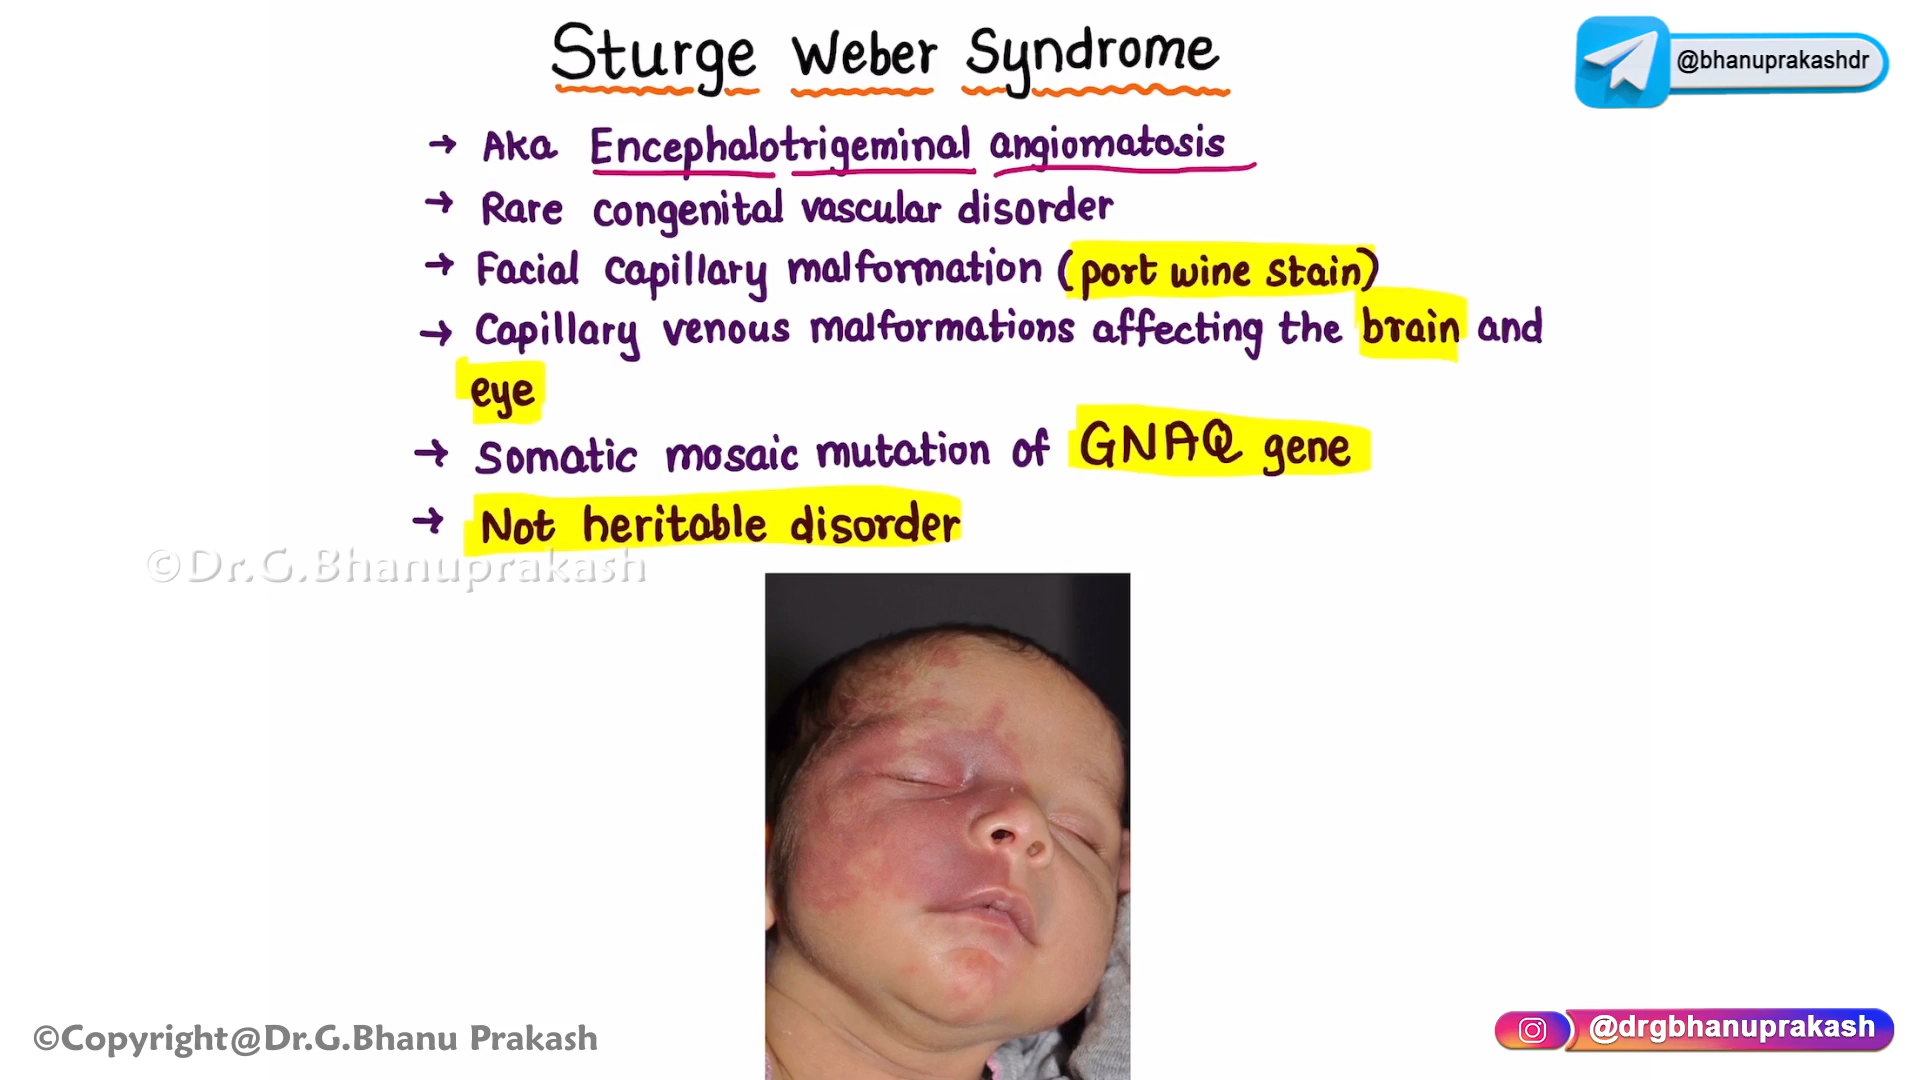 Sturge Weber Syndrome
@bhanuprakashdr
→ Aka Encephalotrigeminal angiomatosis
→ Rare congenital vascular disorder
→ Facial capillary malformation (port wine stain)
→ Capillary venous malformations affecting the brain and
eye
→ Somatic mosaic mutation of GNAQ gene
→ Not heritable disorder
©Dr.G.Bhanuprakash
©Copyright@Dr.G.Bhanu Prakash
@drgbhanuprakash